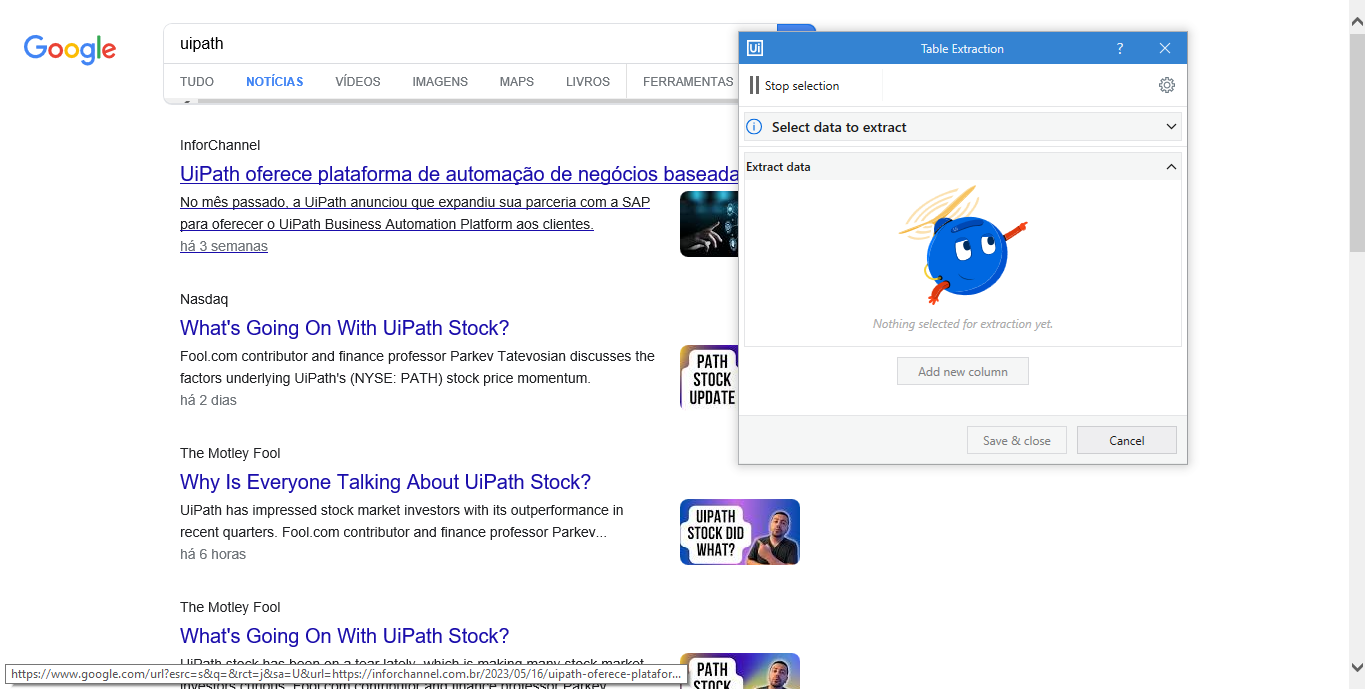 Google
uipath
TUDO NOTÍCIAS VÍDEOS IMAGENS MAPS LIVROS FERRAMENTAS
InforChannel
UiPath oferece plataforma de automação de negócios baseada
No mês passado, a UiPath anunciou que expandiu sua parceria com a SAP
para oferecer o UiPath Business Automation Platform aos clientes.
há 3 semanas
Nasdaq
What's Going On With UiPath Stock?
Fool.com contributor and finance professor Parkev Tatevosian discusses the
factors underlying UiPath's (NYSE: PATH) stock price momentum.
há 2 dias
PATH
STOCK
UPDATE
The Motley Fool
Why Is Everyone Talking About UiPath Stock?
UiPath has impressed stock market investors with its outperformance in
recent quarters. Fool.com contributor and finance professor Parkev...
há 6 horas
UIPATH
STOCK DID
WHAT?
The Motley Fool
What's Going On With UiPath Stock?
UiPath stock has been on a tear lately, which is making many stock market
investors curious. Fool.com contributor and finance professor Parkev
PATH
STOCK
https://www.google.com/url?esrc=s&q=&rct=j&sa=U&url=https://inforchannel.com.br/2023/05/16/uipath-oferece-platafor...
Ui Table Extraction ?
Stop selection
Select data to extract
Extract data
Nothing selected for extraction yet.
Add new column
Save & close Cancel